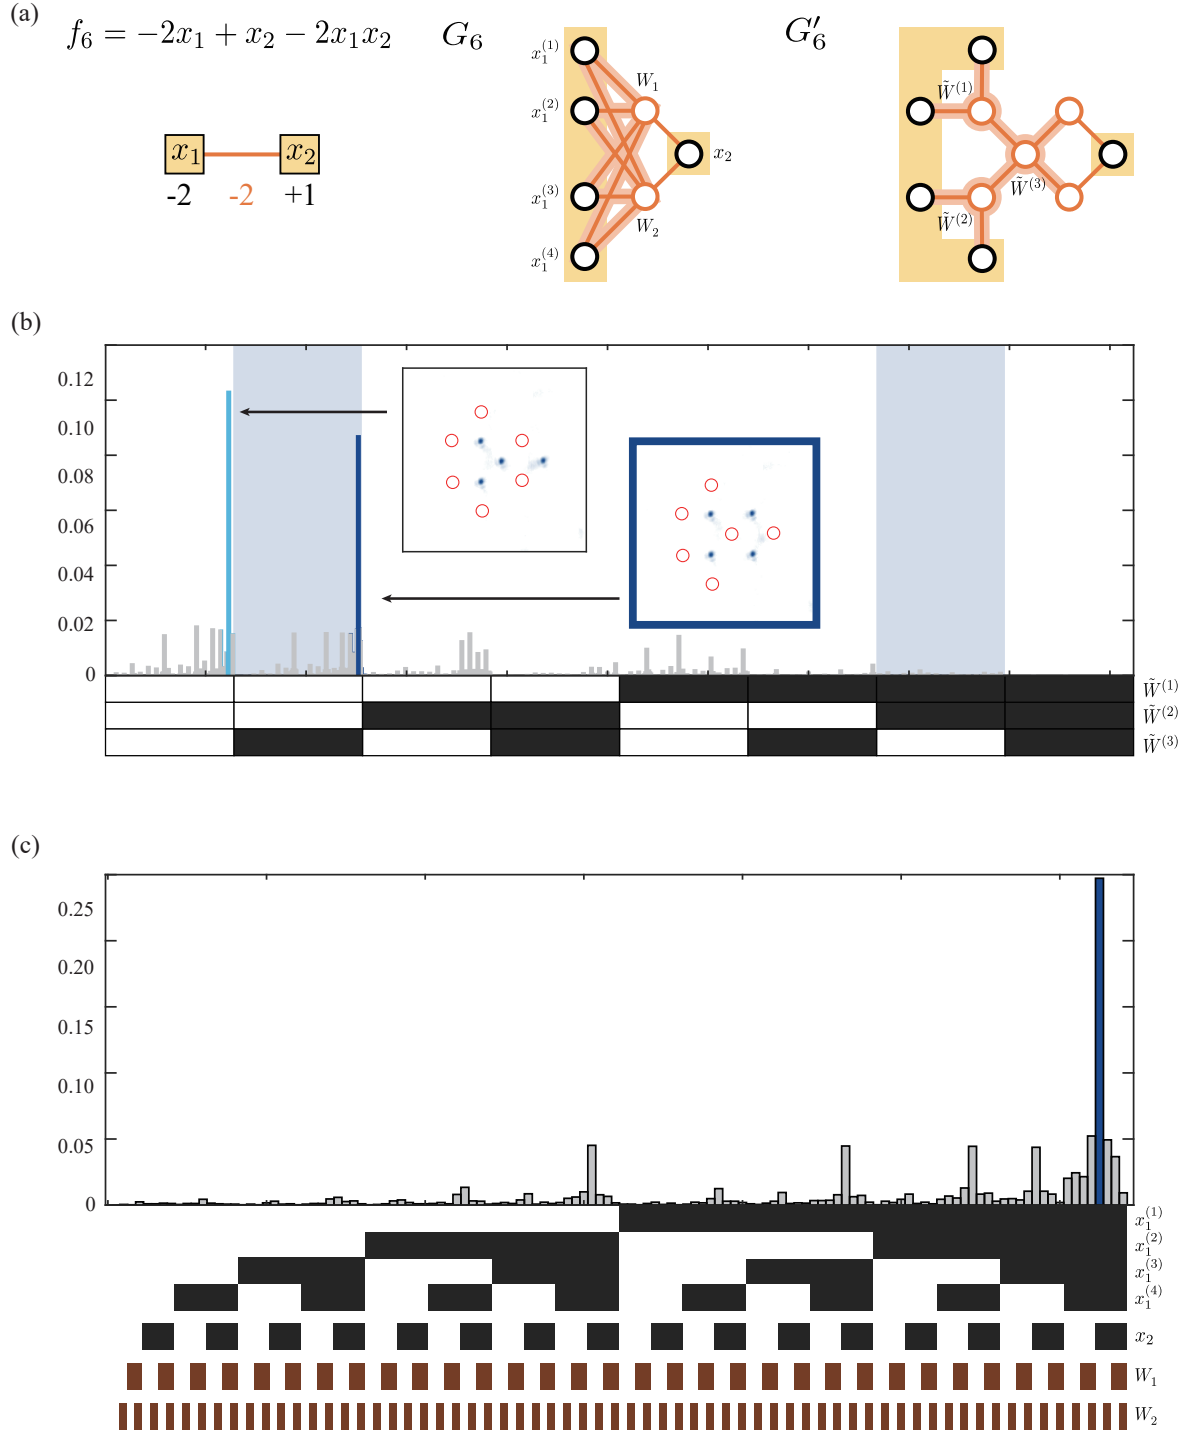 (a)
f₆ = −2x₁ + x₂ − 2x₁x₂
G₆
G₆′
x₁⁽¹⁾
x₁⁽²⁾
x₁⁽³⁾
x₁⁽⁴⁾
W₁
W₂
x₂
W̃⁽¹⁾
W̃⁽²⁾
W̃⁽³⁾
x₁ x₂
-2 -2 +1
(b)
0.12
0.10
0.08
0.06
0.04
0.02
0
W̃⁽¹⁾
W̃⁽²⁾
W̃⁽³⁾
(c)
0.25
0.20
0.15
0.10
0.05
0
x₁⁽¹⁾
x₁⁽²⁾
x₁⁽³⁾
x₁⁽⁴⁾
x₂
W₁
W₂